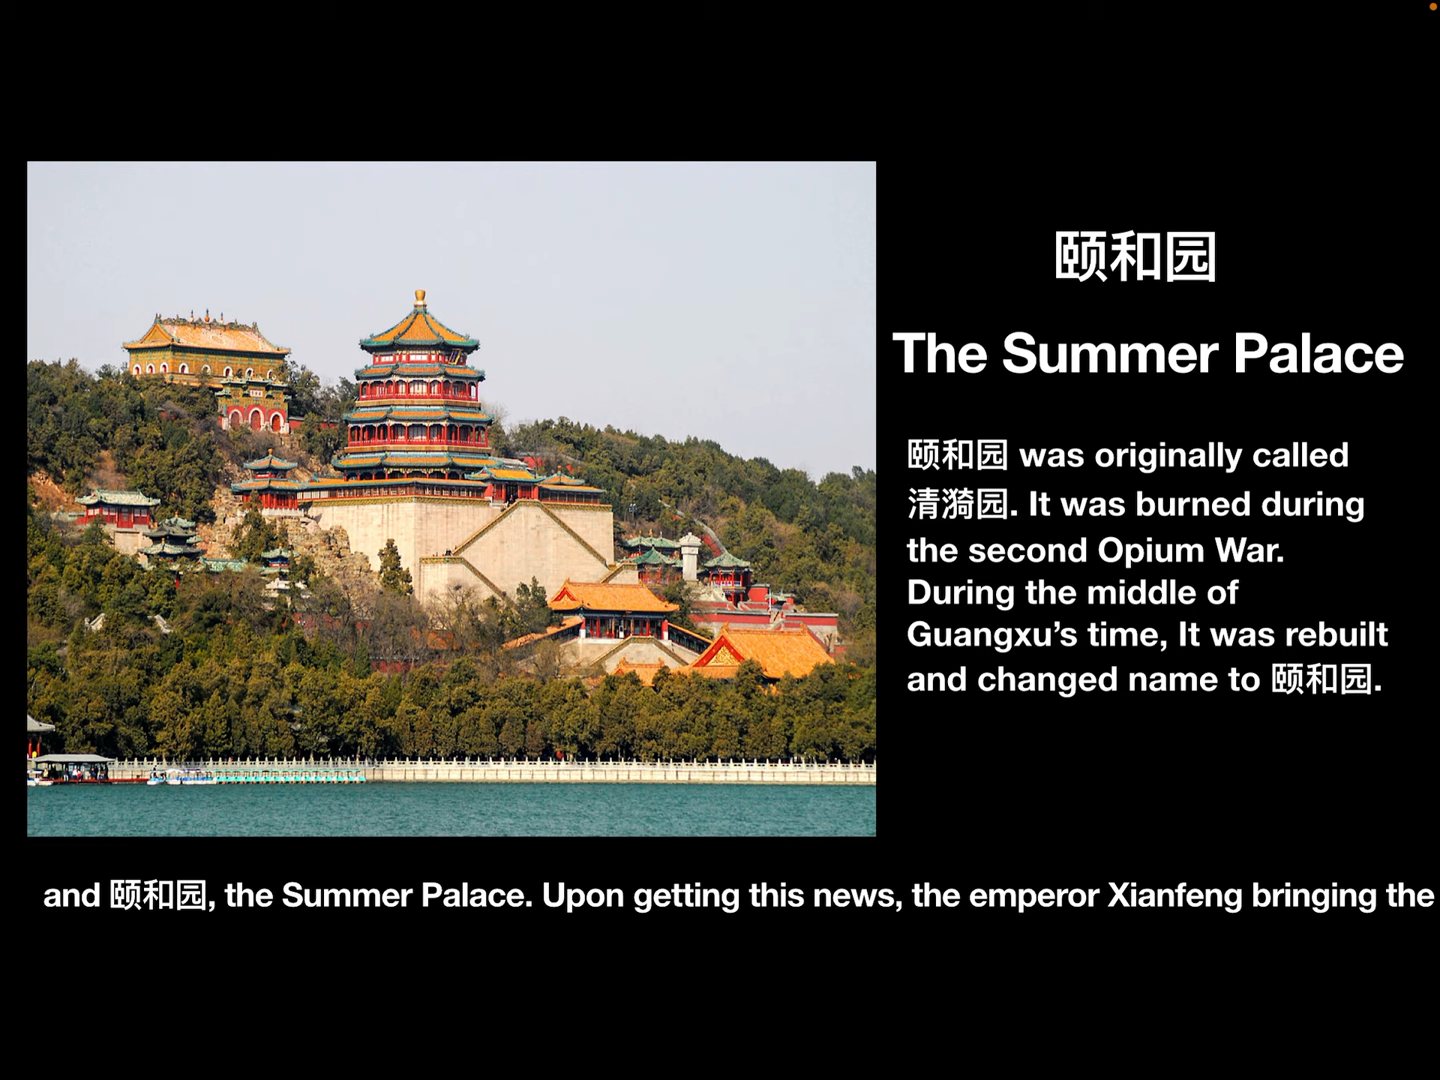 颐和园
The Summer Palace
颐和园 was originally called
清漪园. It was burned during
the second Opium War.
During the middle of
Guangxu’s time, It was rebuilt
and changed name to 颐和园.
and 颐和园, the Summer Palace. Upon getting this news, the emperor Xianfeng bringing the